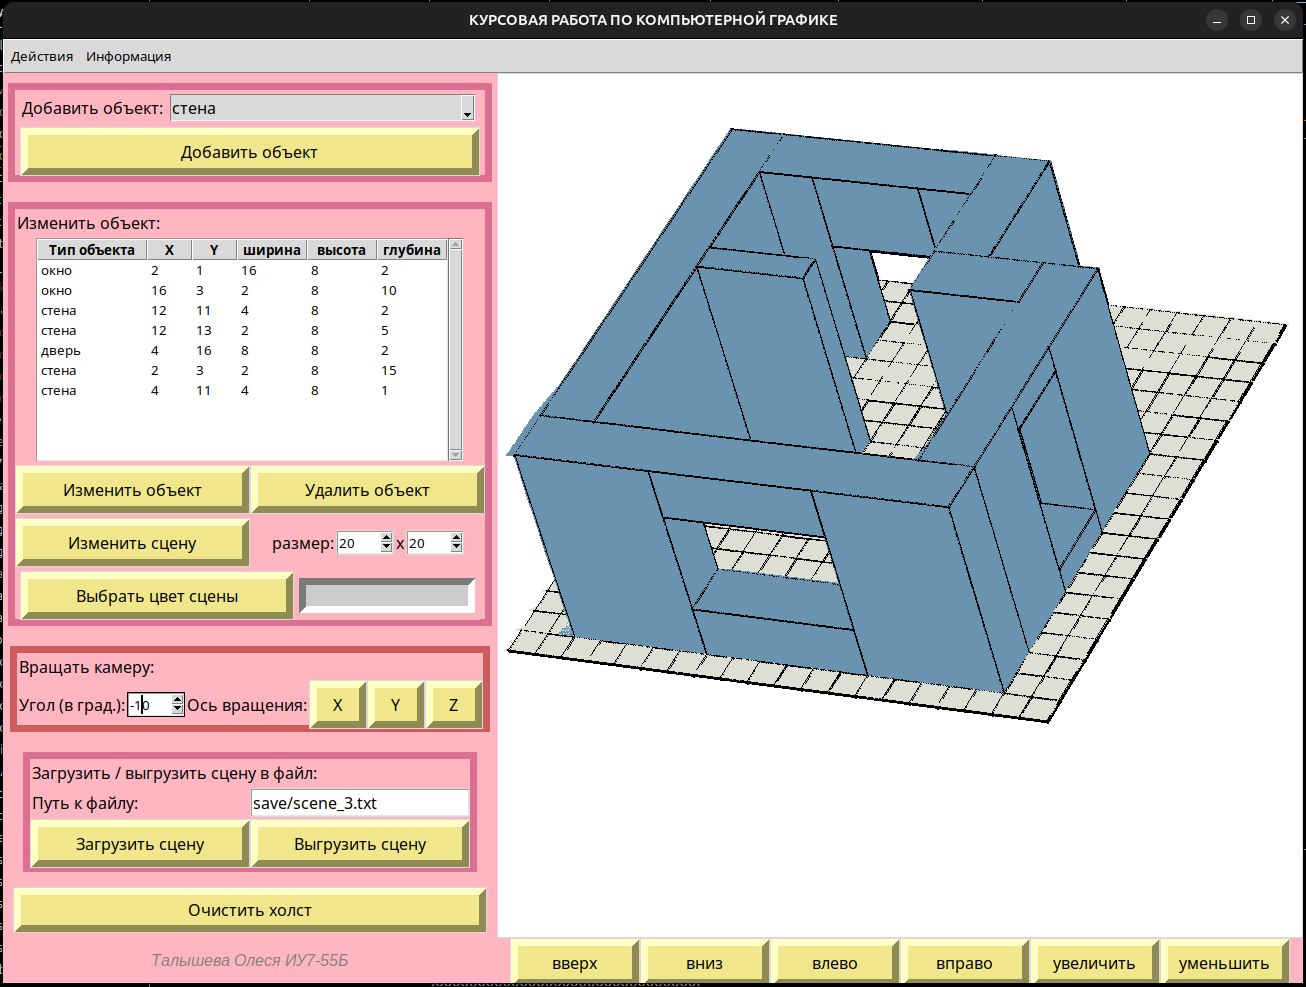 КУРСОВАЯ РАБОТА ПО КОМПЬЮТЕРНОЙ ГРАФИКЕ
Действия Информация
Добавить объект: стена
Добавить объект
Изменить объект:
Тип объекта X Y ширина высота глубина
окно 2 1 16 8 2
окно 16 3 2 8 10
стена 12 11 4 8 2
стена 12 13 2 8 5
дверь 4 16 8 8 2
стена 2 3 2 8 15
стена 4 11 4 8 1
Изменить объект Удалить объект
Изменить сцену размер: 20 x 20
Выбрать цвет сцены
Вращать камеру:
Угол (в град.): -10 Ось вращения: X Y Z
Загрузить / выгрузить сцену в файл:
Путь к файлу: save/scene_3.txt
Загрузить сцену Выгрузить сцену
Очистить холст
Талышева Олеся ИУ7-55Б
вверх вниз влево вправо увеличить уменьшить